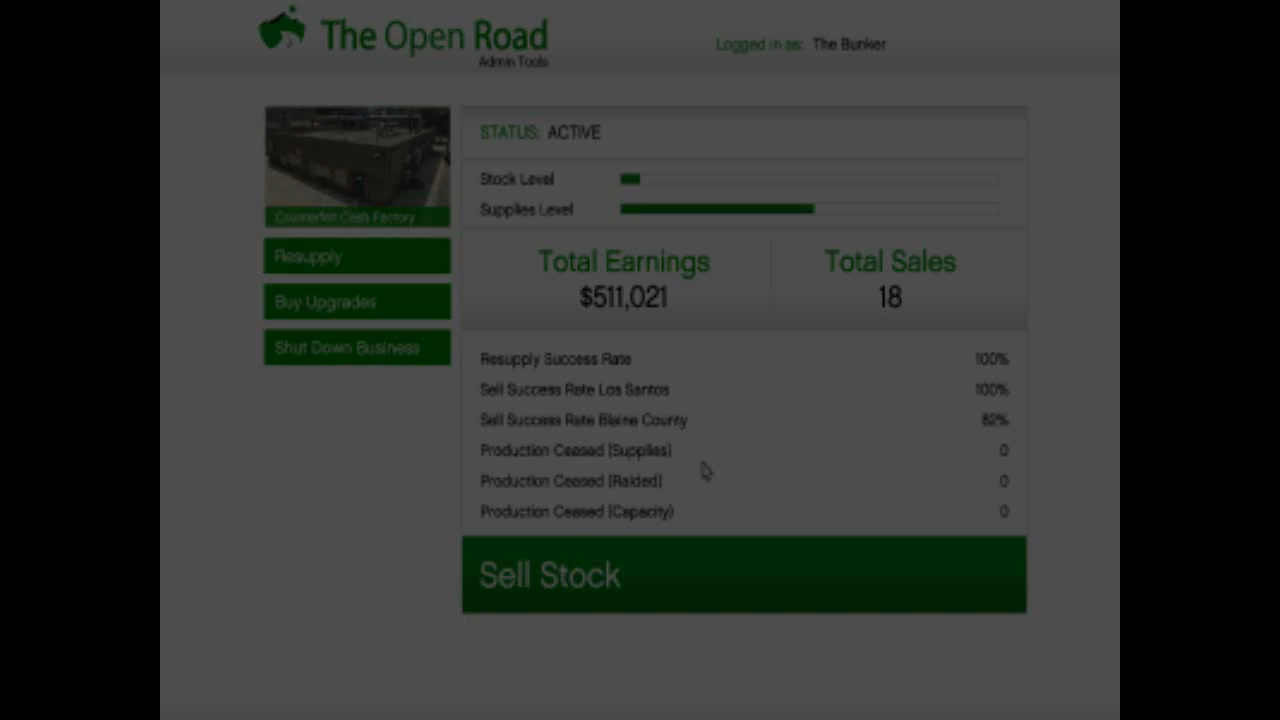 The Open Road
Admin Tools
Logged in as: The Bunker
STATUS: ACTIVE
Stock Level
Supplies Level
Counterfeit Cash Factory
Resupply
Buy Upgrades
Shut Down Business
Total Earnings
$511,021
Total Sales
18
Resupply Success Rate 100%
Sell Success Rate Los Santos 100%
Sell Success Rate Blaine County 82%
Production Ceased (Supplies) 0
Production Ceased (Raided) 0
Production Ceased (Capacity) 0
Sell Stock